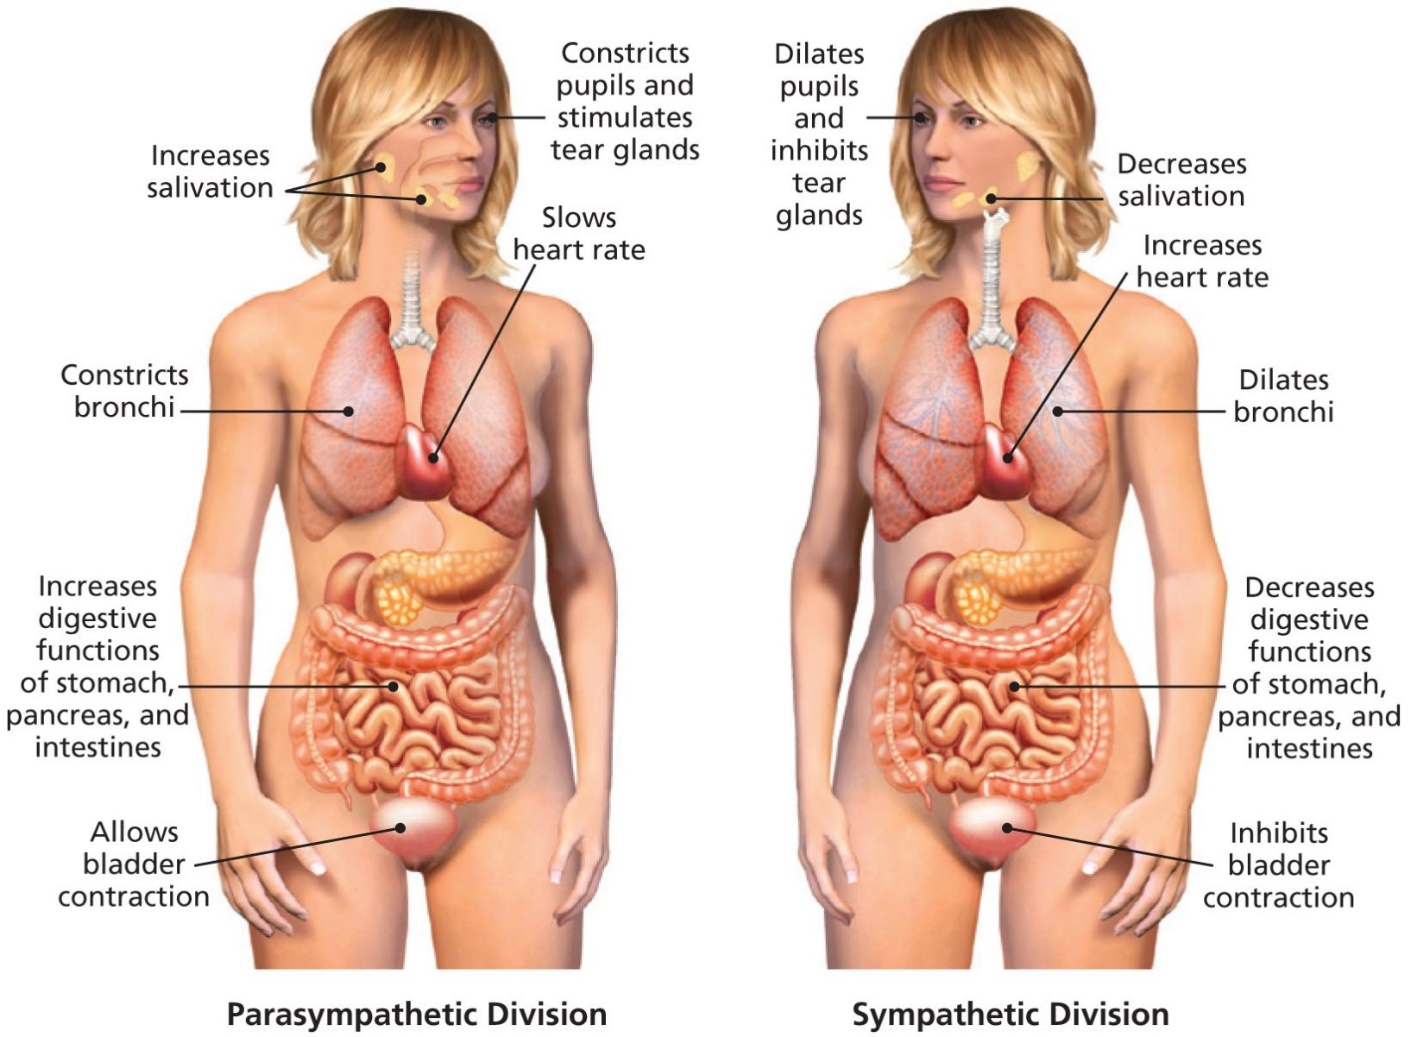 Constricts
pupils and
stimulates
tear glands
Increases
salivation
Slows
heart rate
Constricts
bronchi
Increases
digestive
functions
of stomach,
pancreas, and
intestines
Allows
bladder
contraction
Parasympathetic Division
Dilates
pupils
and
inhibits
tear
glands
Decreases
salivation
Increases
heart rate
Dilates
bronchi
Decreases
digestive
functions
of stomach,
pancreas, and
intestines
Inhibits
bladder
contraction
Sympathetic Division